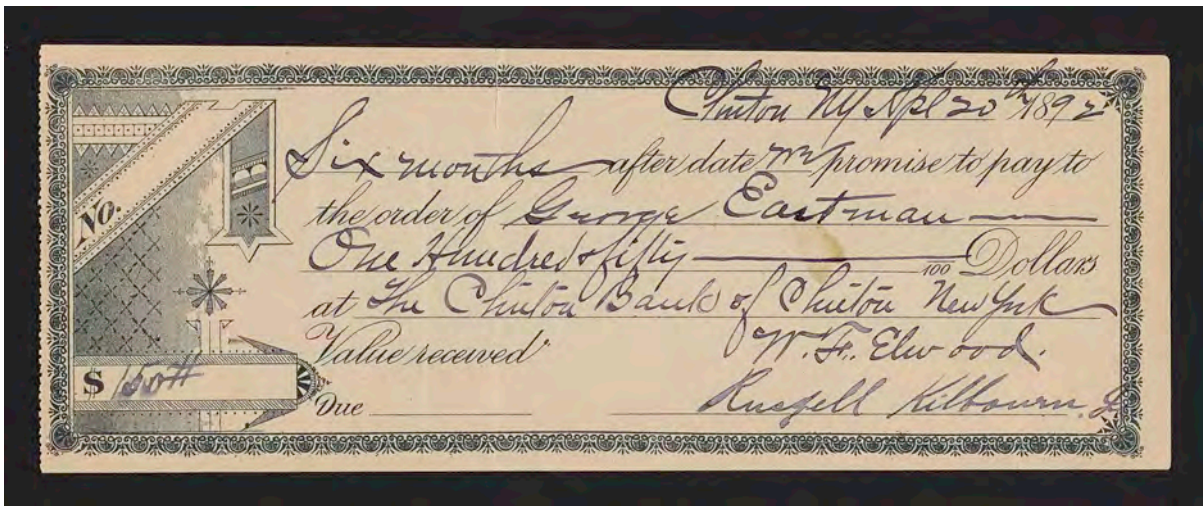 Clinton NY Apl 20th 1892
Six months after date we promise to pay to
the order of George Eastman
One Hundred & fifty /100 Dollars
at The Clinton Bank of Clinton New York
Value received W. F. Elwood.
No.
$ 150
Due Russell Kilbourn Jr